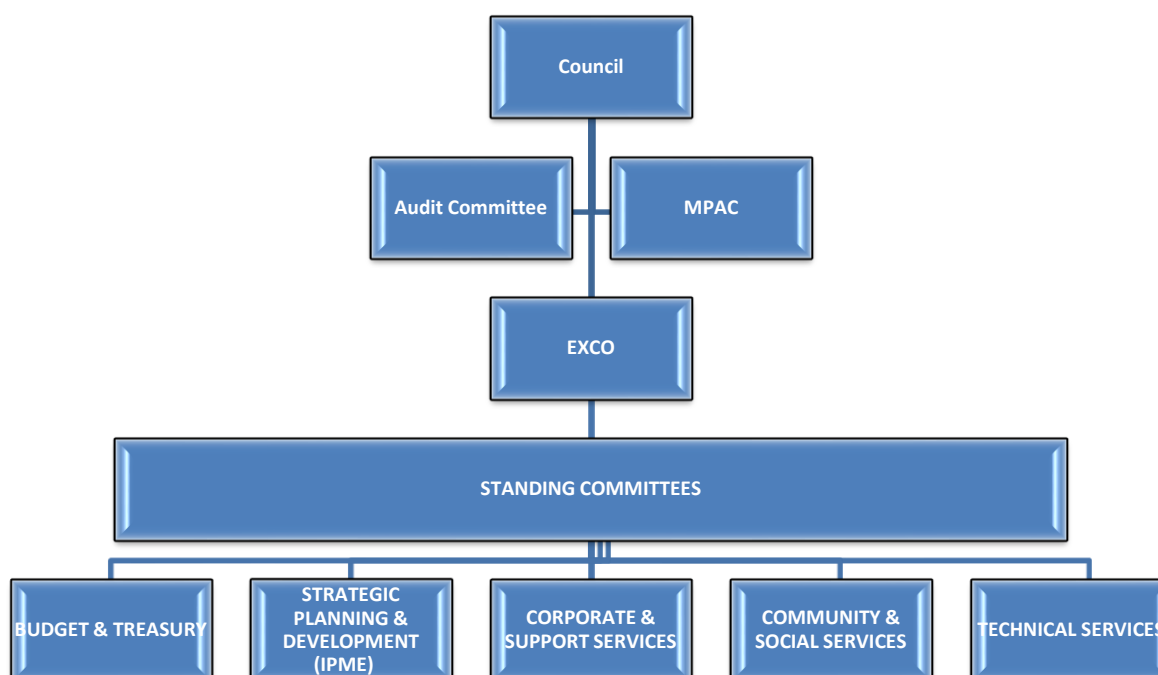 Council
Audit Committee
MPAC
EXCO
STANDING COMMITTEES
BUDGET & TREASURY
STRATEGIC
PLANNING &
DEVELOPMENT
(IPME)
CORPORATE &
SUPPORT SERVICES
COMMUNITY &
SOCIAL SERVICES
TECHNICAL SERVICES